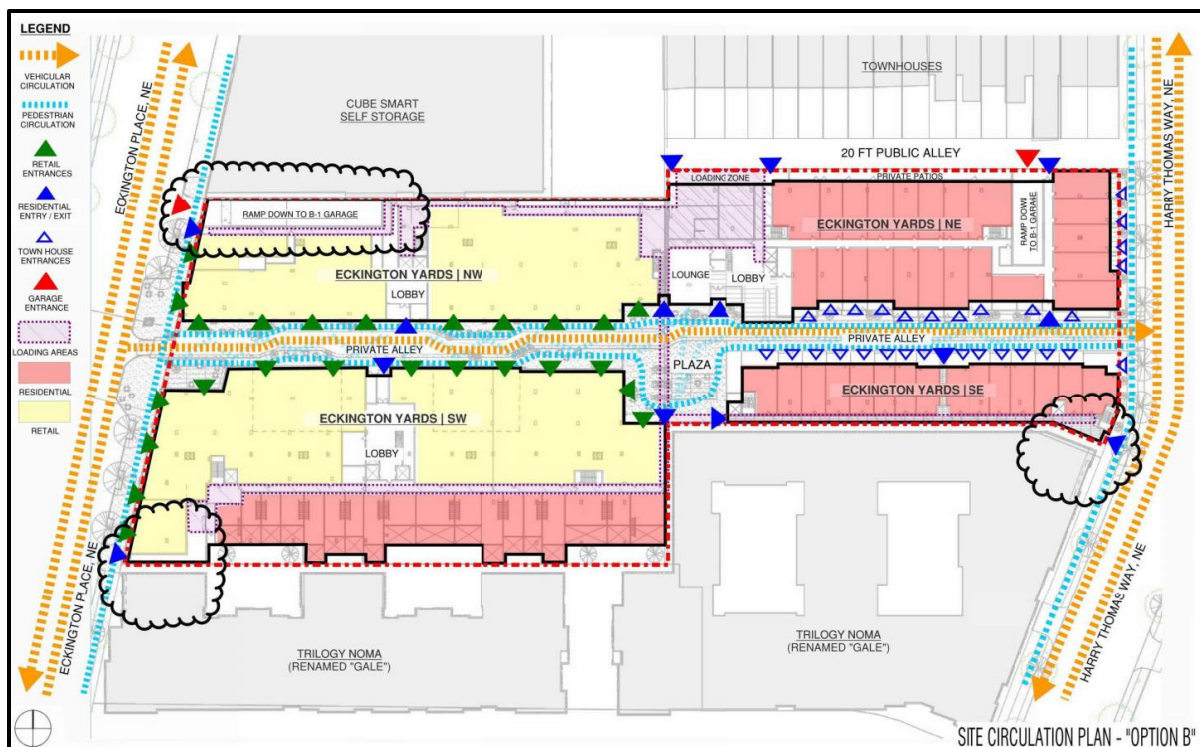 LEGEND
VEHICULAR
CIRCULATION
PEDESTRIAN
CIRCULATION
RETAIL
ENTRANCES
RESIDENTIAL
ENTRY / EXIT
TOWN HOUSE
ENTRANCES
GARAGE
ENTRANCE
LOADING AREAS
RESIDENTIAL
RETAIL
ECKINGTON PLACE, NE
ECKINGTON PLACE, NE
CUBE SMART
SELF STORAGE
TOWNHOUSES
20 FT PUBLIC ALLEY
HARRY THOMAS WAY, NE
LOADING ZONE
PRIVATE PATIOS
RAMP DOWN TO B-1 GARAGE
ECKINGTON YARDS | NE
RAMP DOWN
TO B-1 GARAGE
ECKINGTON YARDS | NW
LOBBY
LOUNGE
LOBBY
PRIVATE ALLEY
PRIVATE ALLEY
PLAZA
ECKINGTON YARDS | SW
ECKINGTON YARDS | SE
LOBBY
TRILOGY NOMA
(RENAMED "GALE")
TRILOGY NOMA
(RENAMED "GALE")
HARRY THOMAS WAY, NE
SITE CIRCULATION PLAN - "OPTION B"